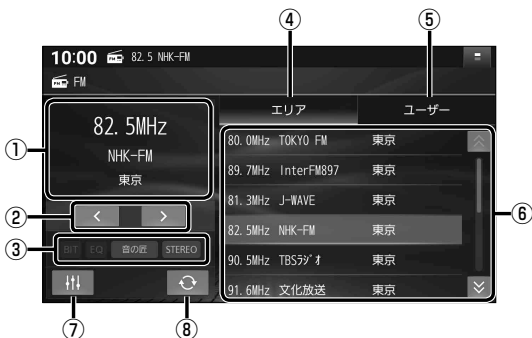 ④ ⑤
10:00 82.5 NHK-FM
FM
エリア ユーザー
① 82.5MHz
NHK-FM
東京
② < >
③ BIT EQ 音の匠 STEREO
80.0MHz TOKYO FM 東京
89.7MHz InterFM897 東京
81.3MHz J-WAVE 東京
82.5MHz NHK-FM 東京
90.5MHz TBSラジオ 東京
91.6MHz 文化放送 東京
⑥
⑦ ⑧